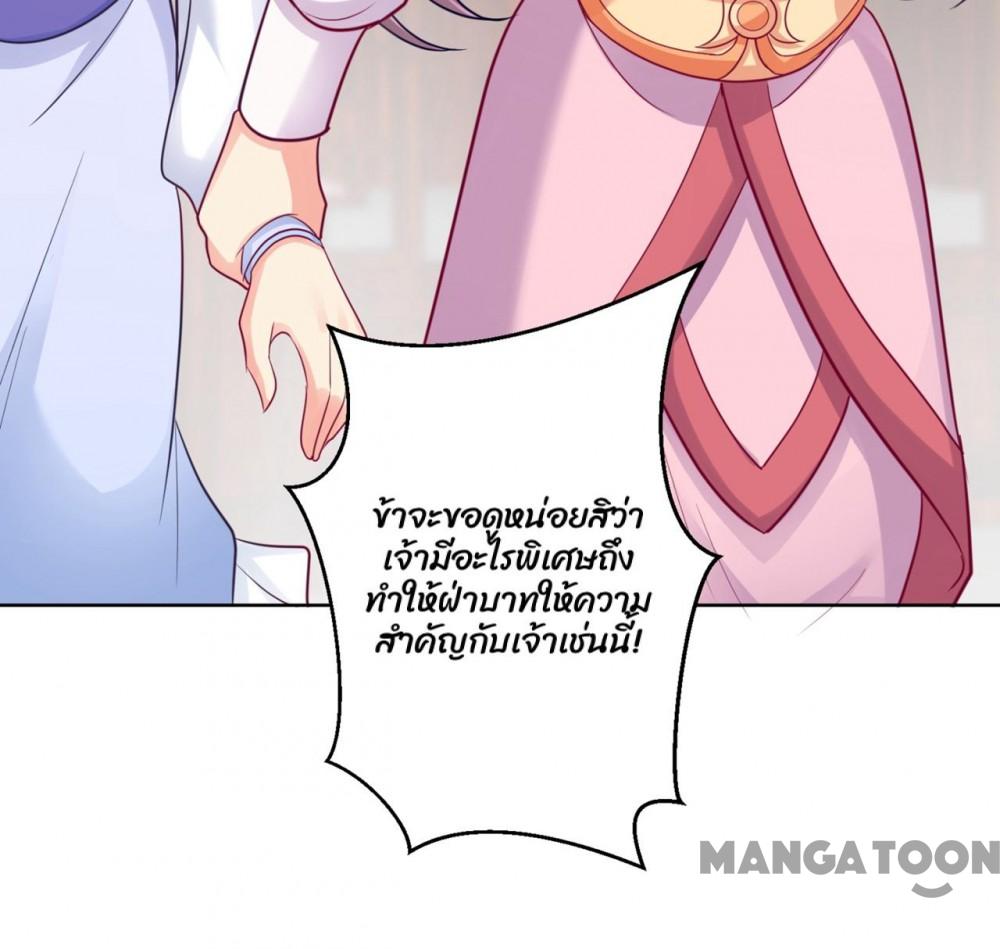 ข้าจะขอดูหน่อยสิว่า
เจ้ามีอะไรพิเศษถึง
ทำให้ฝ่าบาทให้ความ
สำคัญกับเจ้าเช่นนี้!
MANGATOON